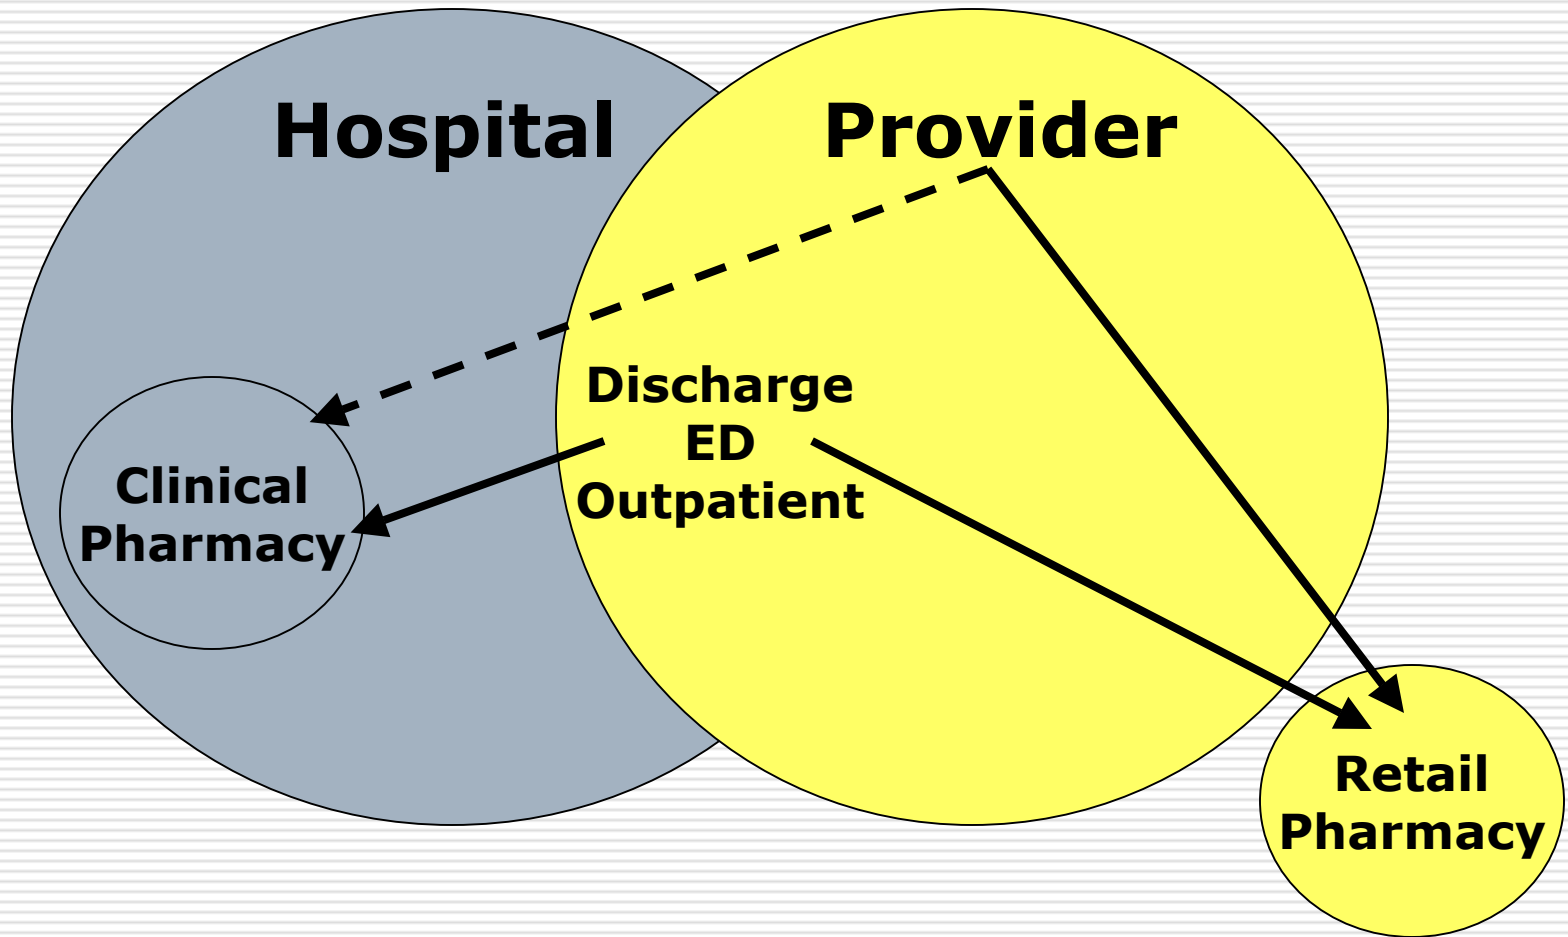 Hospital
Provider
Discharge
ED
Outpatient
Clinical
Pharmacy
Retail
Pharmacy